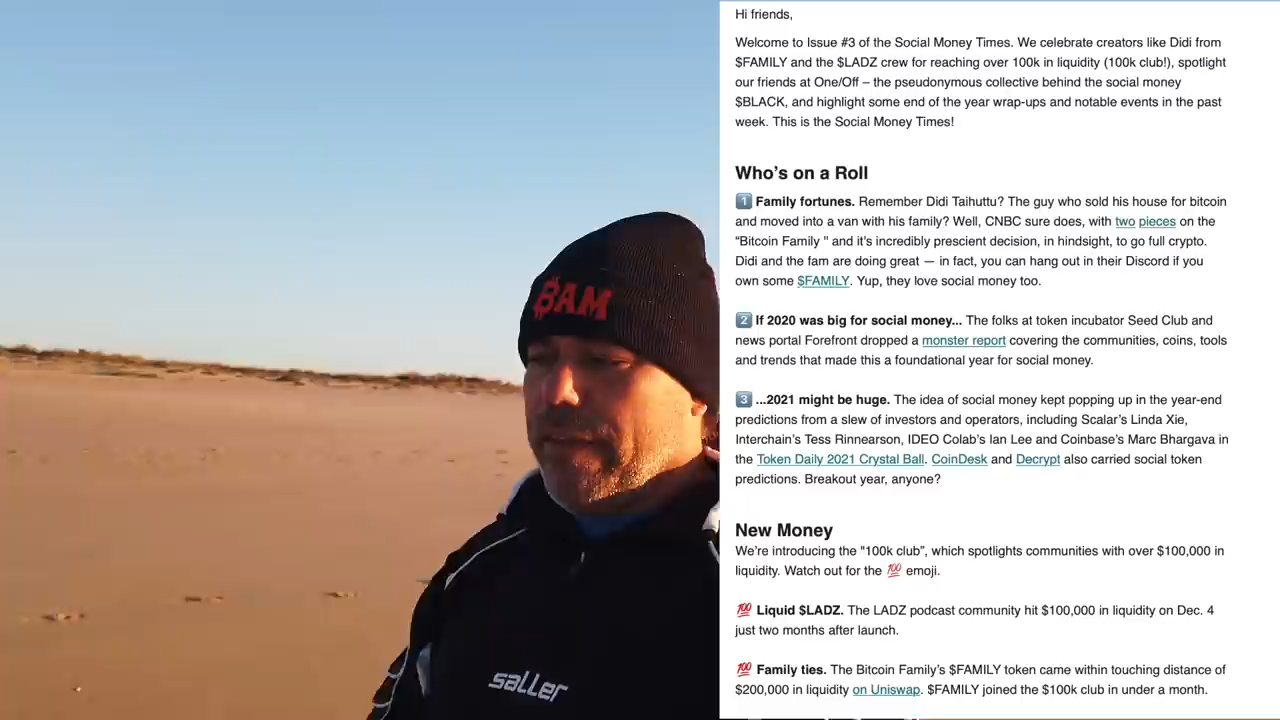 Hi friends,
Welcome to Issue #3 of the Social Money Times. We celebrate creators like Didi from
$FAMILY and the $LADZ crew for reaching over 100k in liquidity (100k club!), spotlight
our friends at One/Off – the pseudonymous collective behind the social money
$BLACK, and highlight some end of the year wrap-ups and notable events in the past
week. This is the Social Money Times!
Who's on a Roll
1 Family fortunes. Remember Didi Taihuttu? The guy who sold his house for bitcoin
and moved into a van with his family? Well, CNBC sure does, with two pieces on the
“Bitcoin Family " and it's incredibly prescient decision, in hindsight, to go full crypto.
Didi and the fam are doing great — in fact, you can hang out in their Discord if you
own some $FAMILY. Yup, they love social money too.
2 If 2020 was big for social money... The folks at token incubator Seed Club and
news portal Forefront dropped a monster report covering the communities, coins, tools
and trends that made this a foundational year for social money.
3 ...2021 might be huge. The idea of social money kept popping up in the year-end
predictions from a slew of investors and operators, including Scalar's Linda Xie,
Interchain's Tess Rinnearson, IDEO Colab's Ian Lee and Coinbase's Marc Bhargava in
the Token Daily 2021 Crystal Ball. CoinDesk and Decrypt also carried social token
predictions. Breakout year, anyone?
New Money
We're introducing the "100k club", which spotlights communities with over $100,000 in
liquidity. Watch out for the 💯 emoji.
💯 Liquid $LADZ. The LADZ podcast community hit $100,000 in liquidity on Dec. 4
just two months after launch.
💯 Family ties. The Bitcoin Family's $FAMILY token came within touching distance of
$200,000 in liquidity on Uniswap. $FAMILY joined the $100k club in under a month.
₿AM
saller